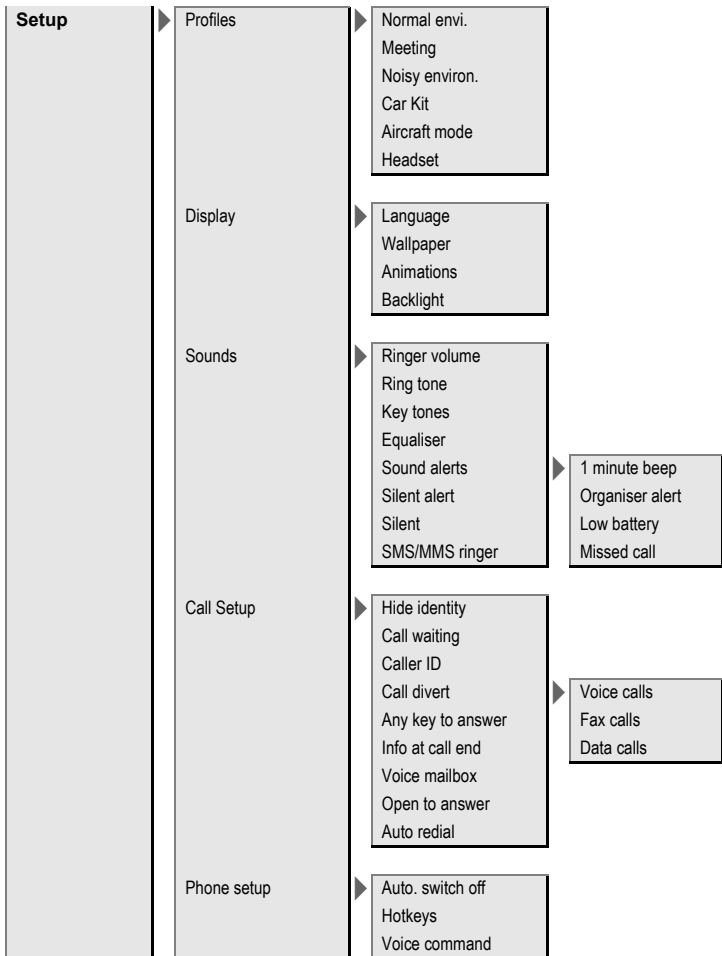 Setup
Profiles
Normal envi.
Meeting
Noisy environ.
Car Kit
Aircraft mode
Headset
Display
Language
Wallpaper
Animations
Backlight
Sounds
Ringer volume
Ring tone
Key tones
Equaliser
Sound alerts
1 minute beep
Organiser alert
Low battery
Missed call
Silent alert
Silent
SMS/MMS ringer
Call Setup
Hide identity
Call waiting
Caller ID
Call divert
Voice calls
Fax calls
Data calls
Any key to answer
Info at call end
Voice mailbox
Open to answer
Auto redial
Phone setup
Auto. switch off
Hotkeys
Voice command